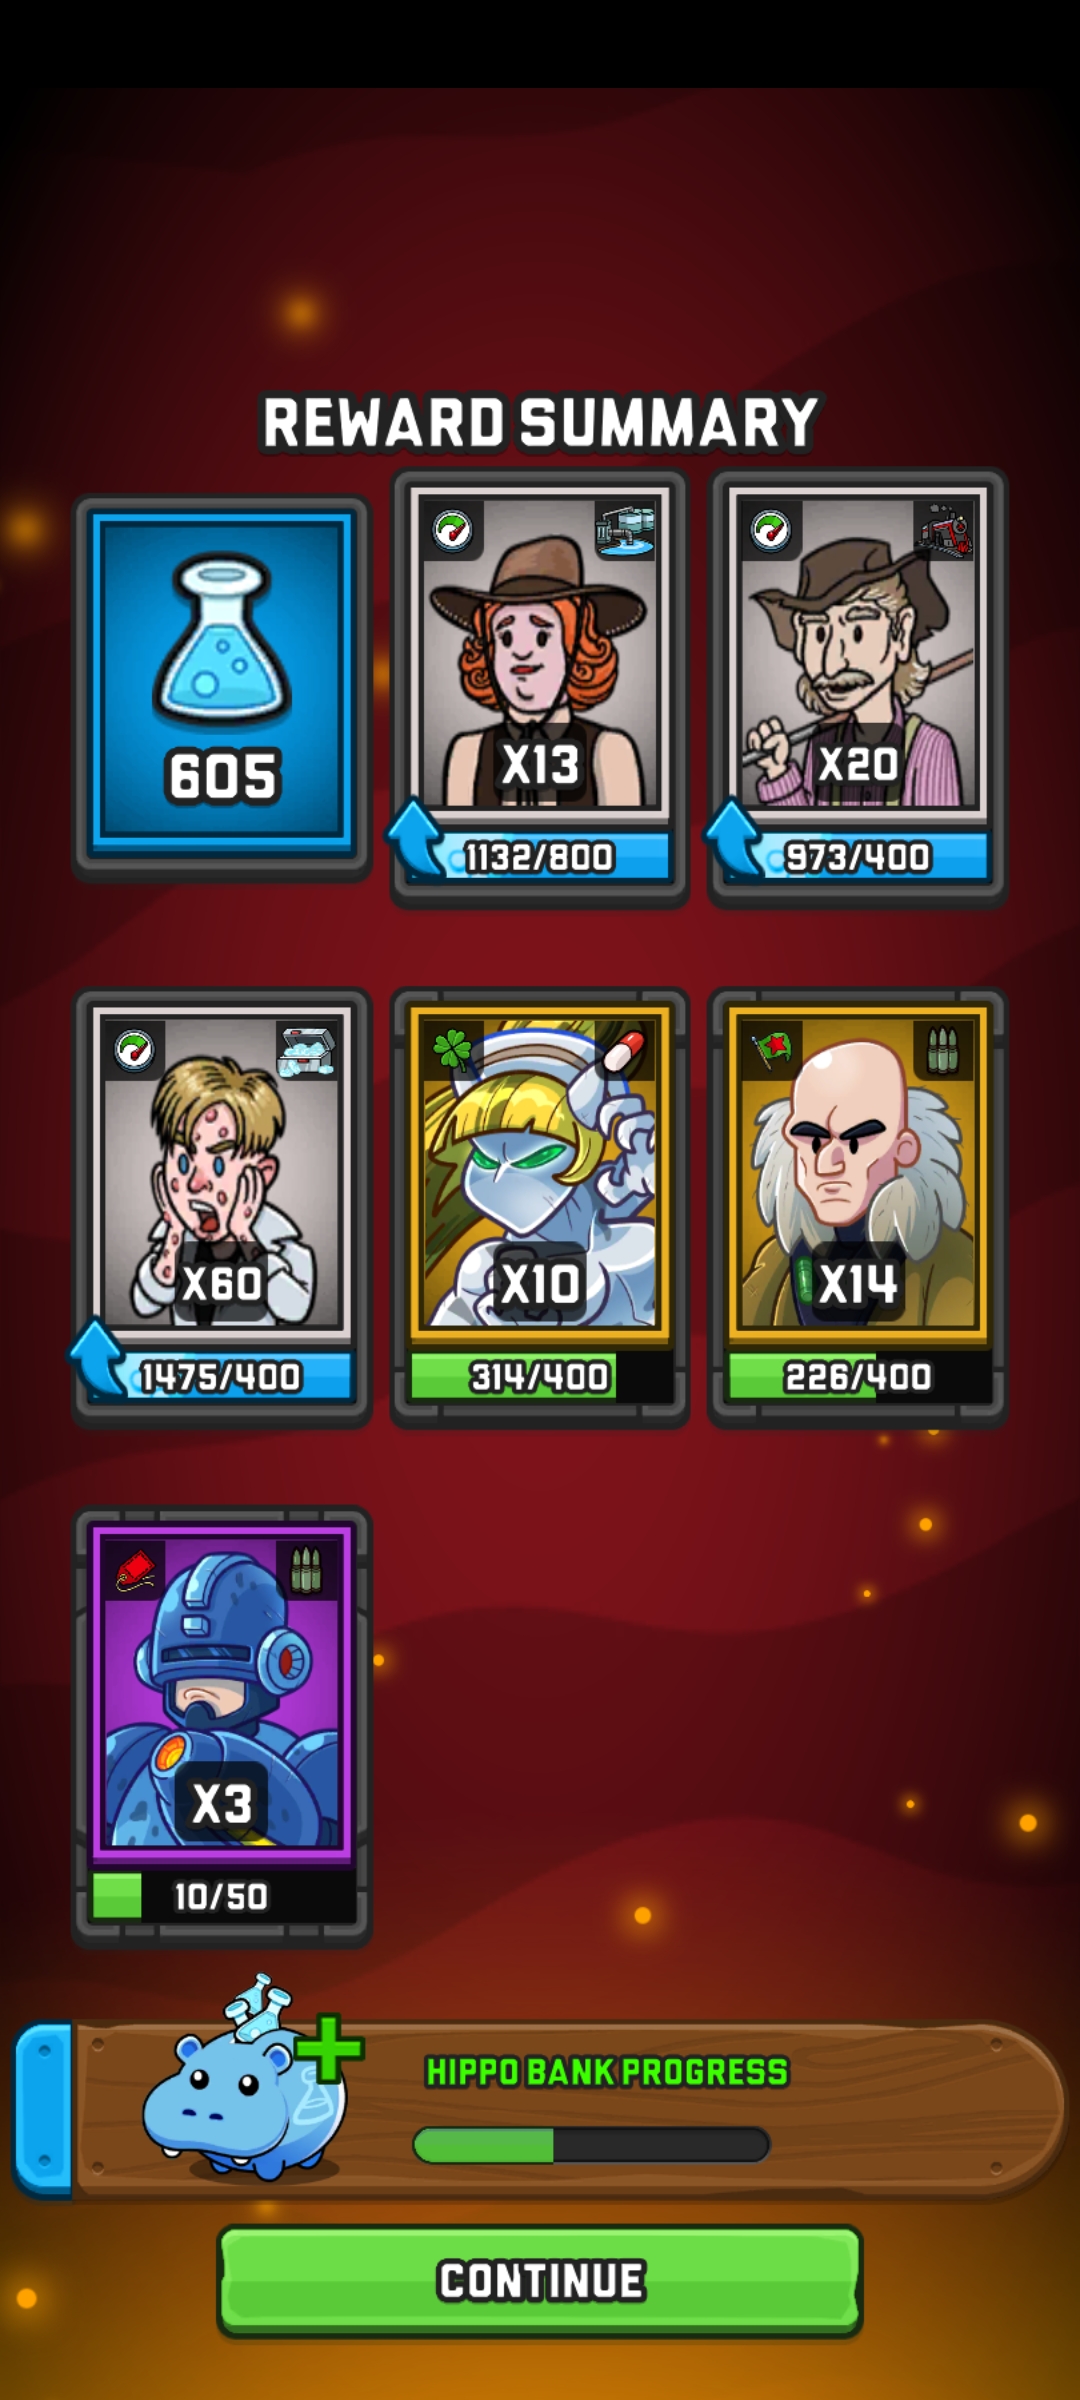 REWARD SUMMARY
605
X13
1132/800
X20
973/400
X60
1475/400
X10
314/400
X14
226/400
X3
10/50
HIPPO BANK PROGRESS
CONTINUE